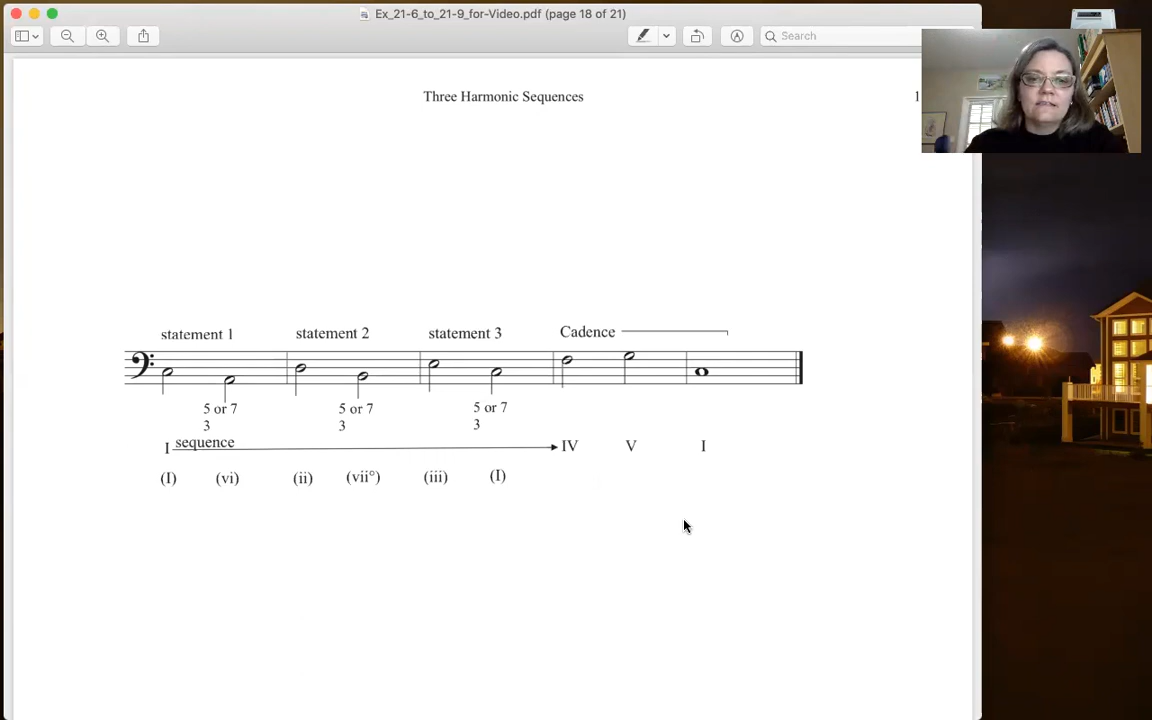 Ex_21-6_to_21-9_for-Video.pdf (page 18 of 21)
Search
Three Harmonic Sequences
1
statement 1 statement 2 statement 3 Cadence
5 or 7 5 or 7 5 or 7
3 3 3
I sequence IV V I
(I) (vi) (ii) (vii°) (iii) (I)